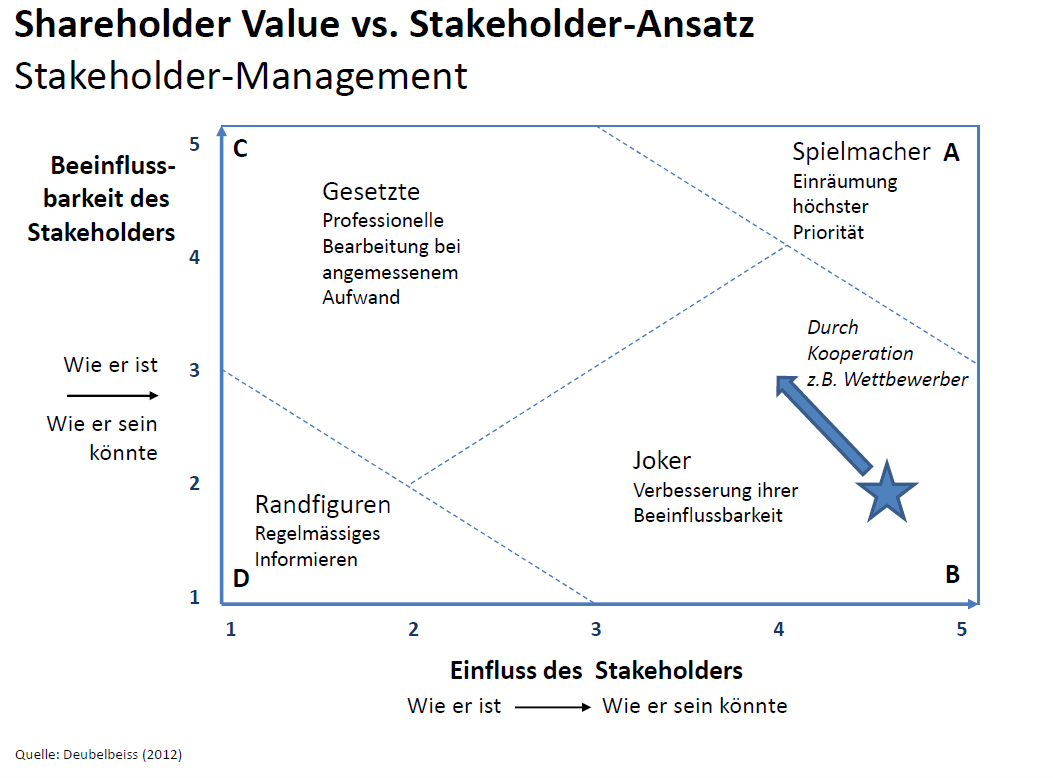 Shareholder Value vs. Stakeholder-Ansatz
Stakeholder-Management
Beeinfluss-
barkeit des
Stakeholders
Wie er ist
Wie er sein
könnte
5
4
3
2
1
C
Gesetzte
Professionelle
Bearbeitung bei
angemessenem
Aufwand
Spielmacher A
Einräumung
höchster
Priorität
Durch
Kooperation
z.B. Wettbewerber
Joker
Verbesserung ihrer
Beeinflussbarkeit
B
Randfiguren
Regelmässiges
Informieren
D
1 2 3 4 5
Einfluss des Stakeholders
Wie er ist Wie er sein könnte
Quelle: Deubelbeiss (2012)